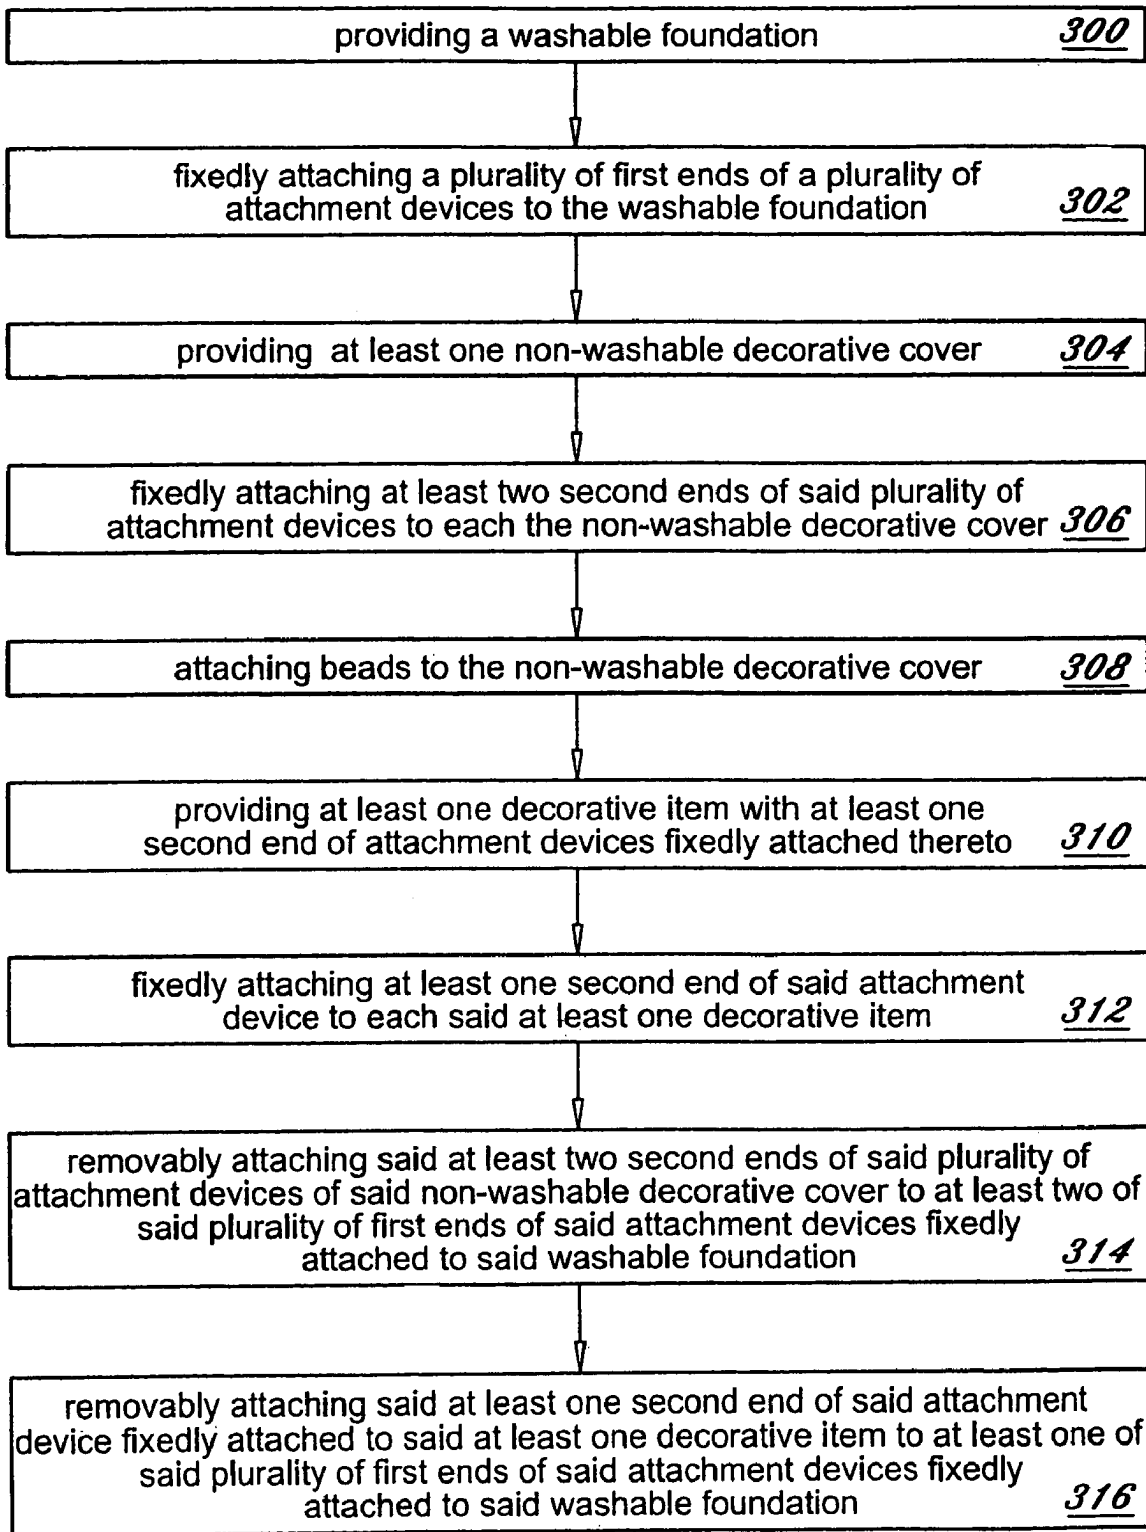 providing a washable foundation 300
fixedly attaching a plurality of first ends of a plurality of
attachment devices to the washable foundation 302
providing at least one non-washable decorative cover 304
fixedly attaching at least two second ends of said plurality of
attachment devices to each the non-washable decorative cover 306
attaching beads to the non-washable decorative cover 308
providing at least one decorative item with at least one
second end of attachment devices fixedly attached thereto 310
fixedly attaching at least one second end of said attachment
device to each said at least one decorative item 312
removably attaching said at least two second ends of said plurality of
attachment devices of said non-washable decorative cover to at least two of
said plurality of first ends of said attachment devices fixedly
attached to said washable foundation 314
removably attaching said at least one second end of said attachment
device fixedly attached to said at least one decorative item to at least one of
said plurality of first ends of said attachment devices fixedly
attached to said washable foundation 316